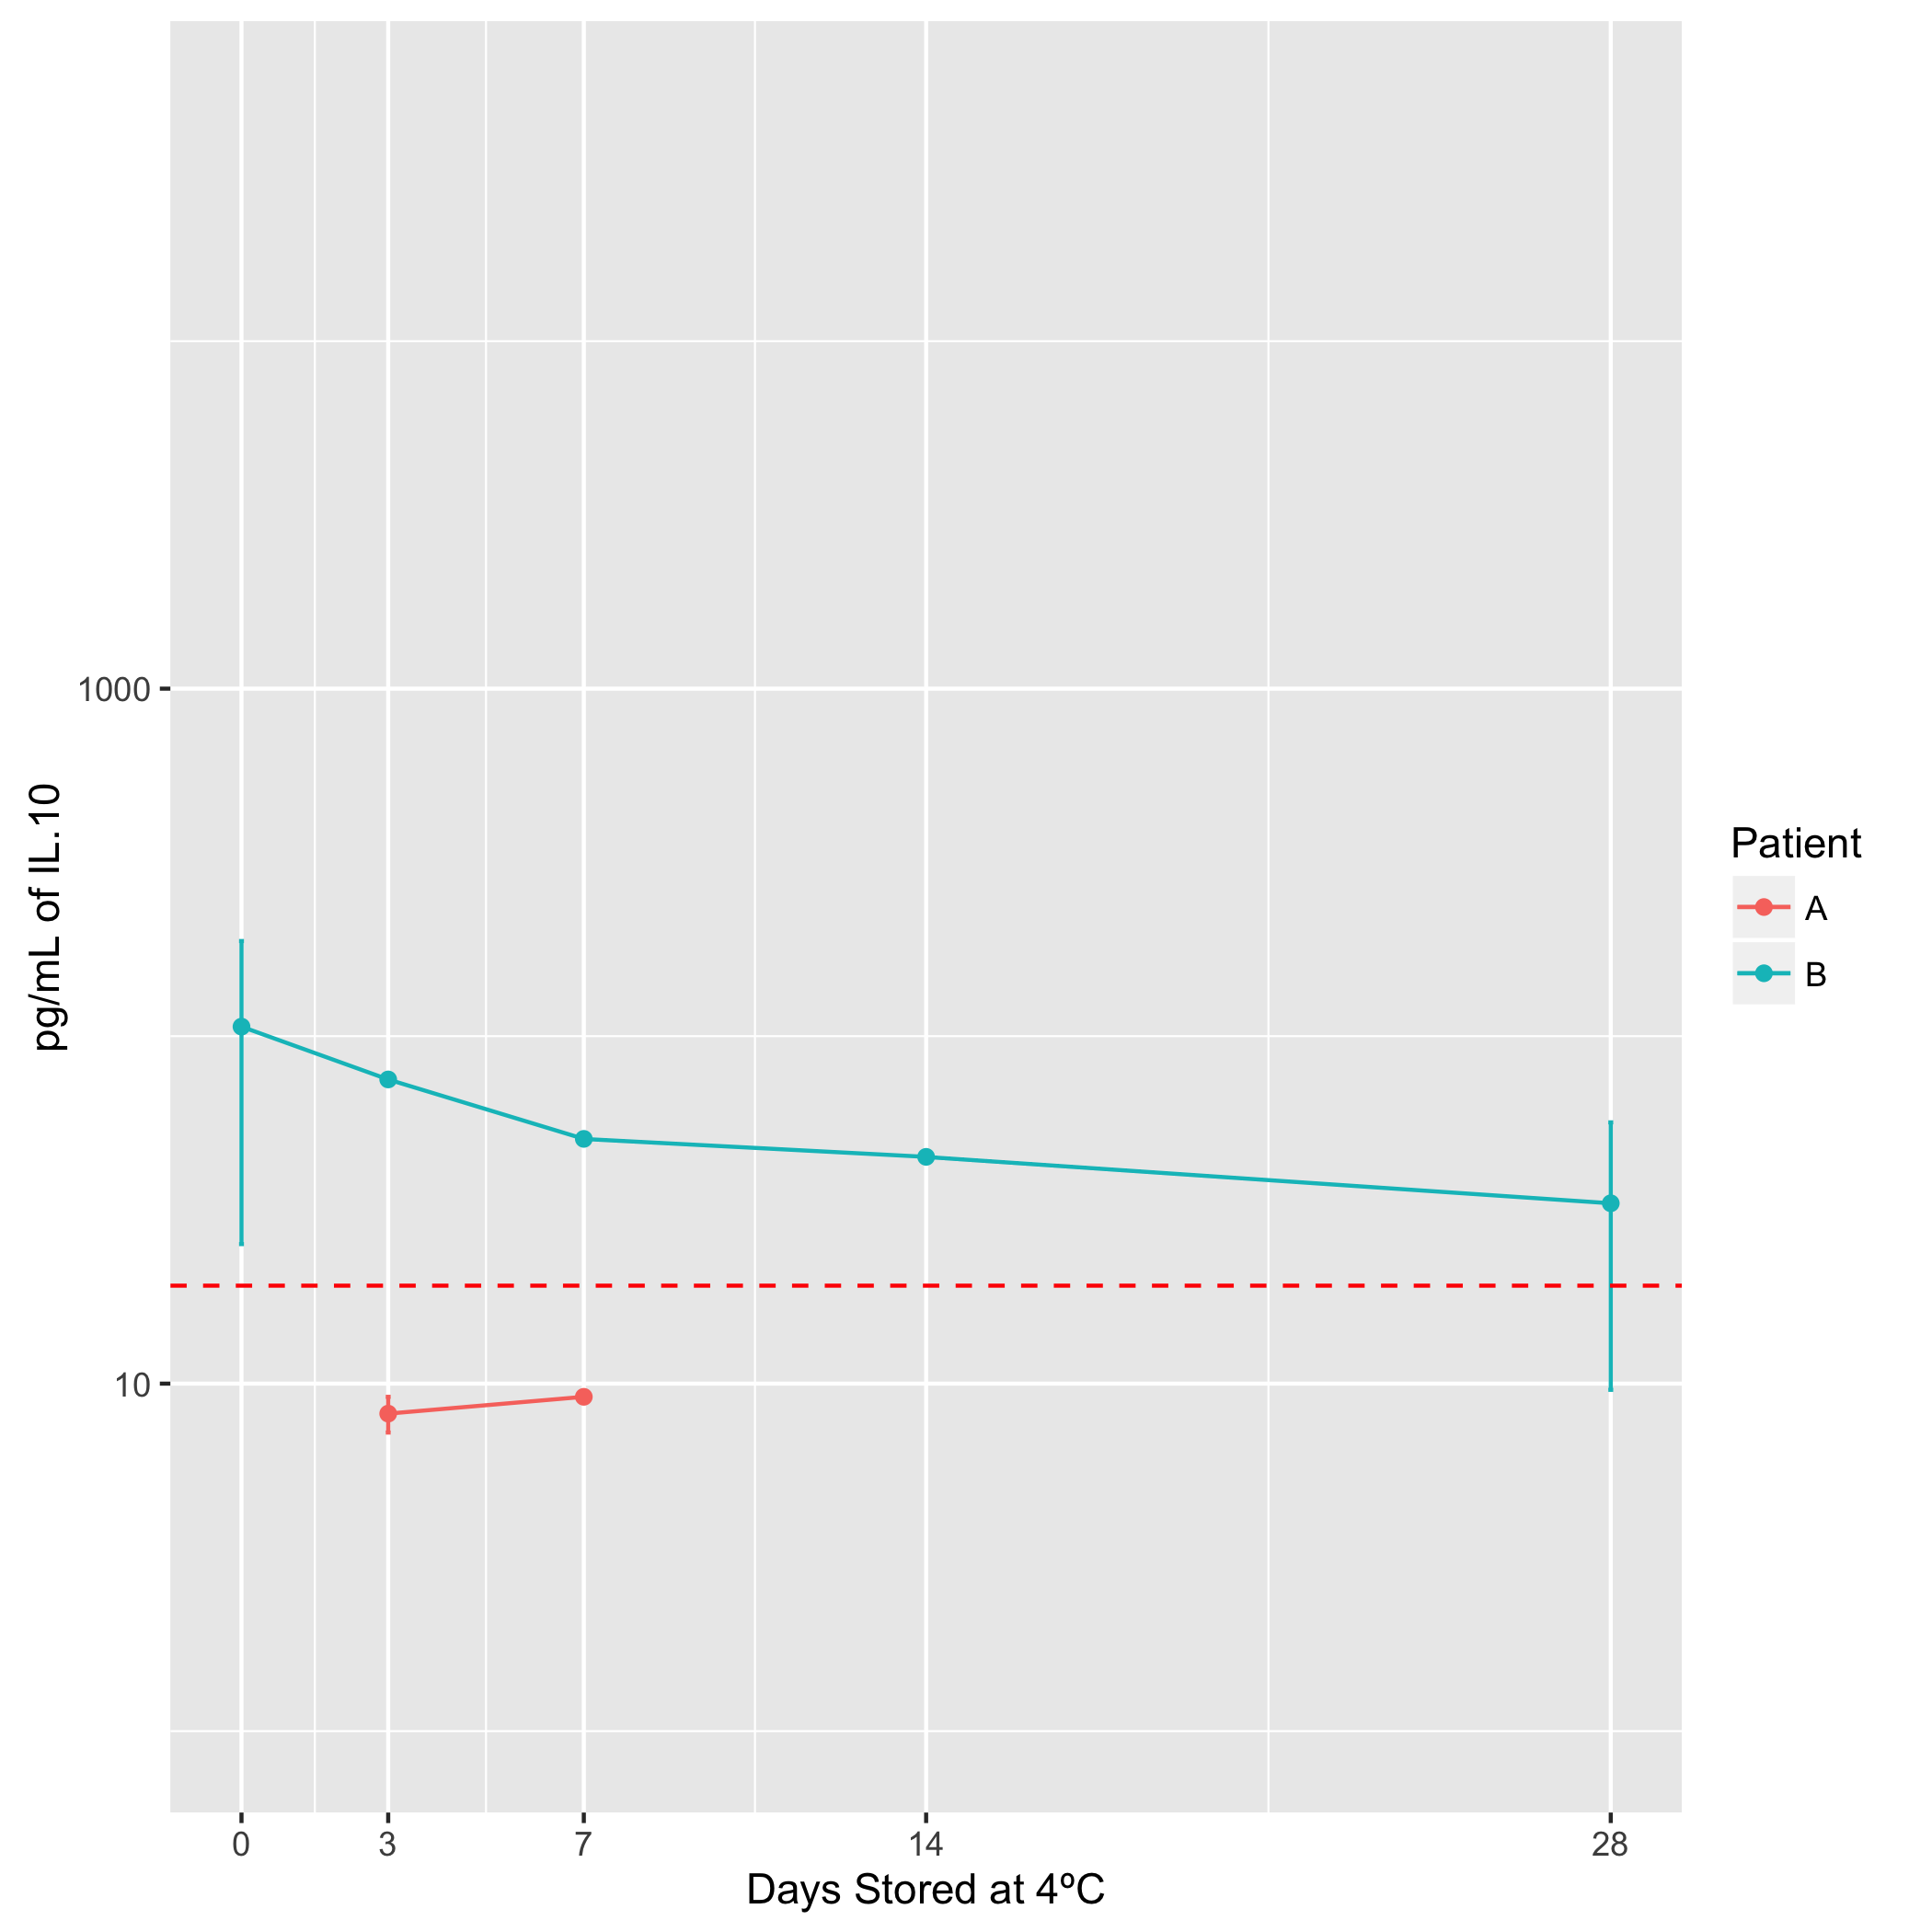 pg/mL of IL.10
1000
10
0 3 7 14 28
Days Stored at 4ºC
Patient
A
B